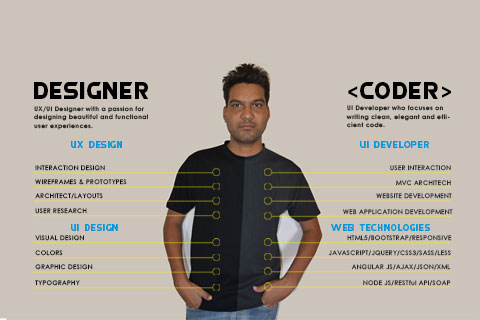 DESIGNER
UX/UI Designer with a passion for
designing beautiful and functional
user experiences.
UX DESIGN
INTERACTION DESIGN
WIREFRAMES & PROTOTYPES
ARCHITECT/LAYOUTS
USER RESEARCH
UI DESIGN
VISUAL DESIGN
COLORS
GRAPHIC DESIGN
TYPOGRAPHY
<CODER>
UI Developer who focuses on
writing clean, elegant and effi-
cient code.
UI DEVELOPER
USER INTERACTION
MVC ARCHITECH
WEBSITE DEVELOPMENT
WEB APPLICATION DEVELOPMENT
WEB TECHNOLOGIES
HTML5/BOOTSTRAP/RESPONSIVE
JAVASCRIPT/JQUERY/CSS3/SASS/LESS
ANGULAR JS/AJAX/JSON/XML
NODE JS/RESTful API/SOAP